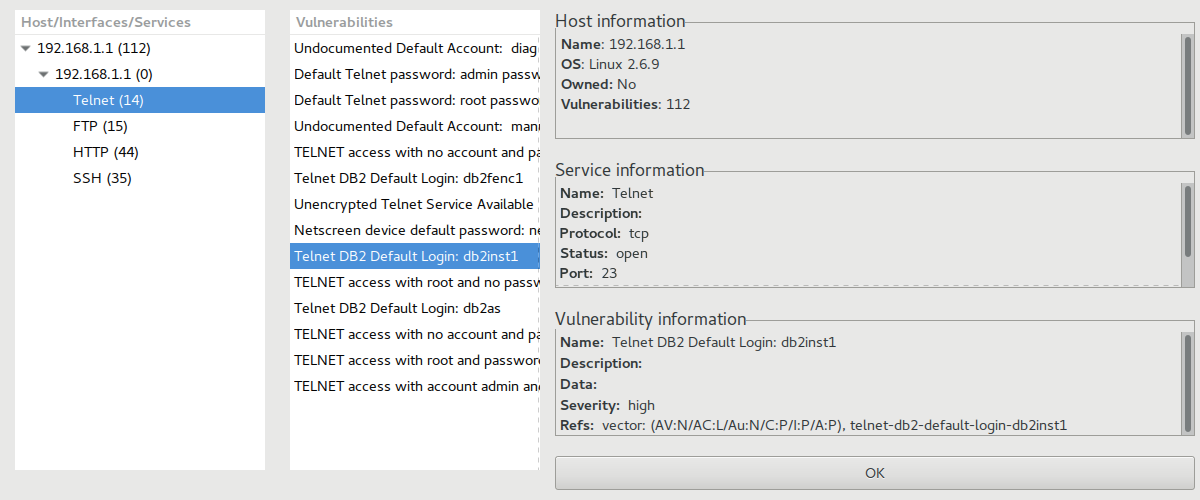 Host/Interfaces/Services
192.168.1.1 (112)
192.168.1.1 (0)
Telnet (14)
FTP (15)
HTTP (44)
SSH (35)
Vulnerabilities
Undocumented Default Account: diag
Default Telnet password: admin passw
Default Telnet password: root passwo
Undocumented Default Account: manu
TELNET access with no account and pa
Telnet DB2 Default Login: db2fenc1
Unencrypted Telnet Service Available
Netscreen device default password: ne
Telnet DB2 Default Login: db2inst1
TELNET access with root and no passw
Telnet DB2 Default Login: db2as
TELNET access with no account and pa
TELNET access with root and password
TELNET access with account admin and
Host information
Name: 192.168.1.1
OS: Linux 2.6.9
Owned: No
Vulnerabilities: 112
Service information
Name: Telnet
Description:
Protocol: tcp
Status: open
Port: 23
Vulnerability information
Name: Telnet DB2 Default Login: db2inst1
Description:
Data:
Severity: high
Refs: vector: (AV:N/AC:L/Au:N/C:P/I:P/A:P), telnet-db2-default-login-db2inst1
OK